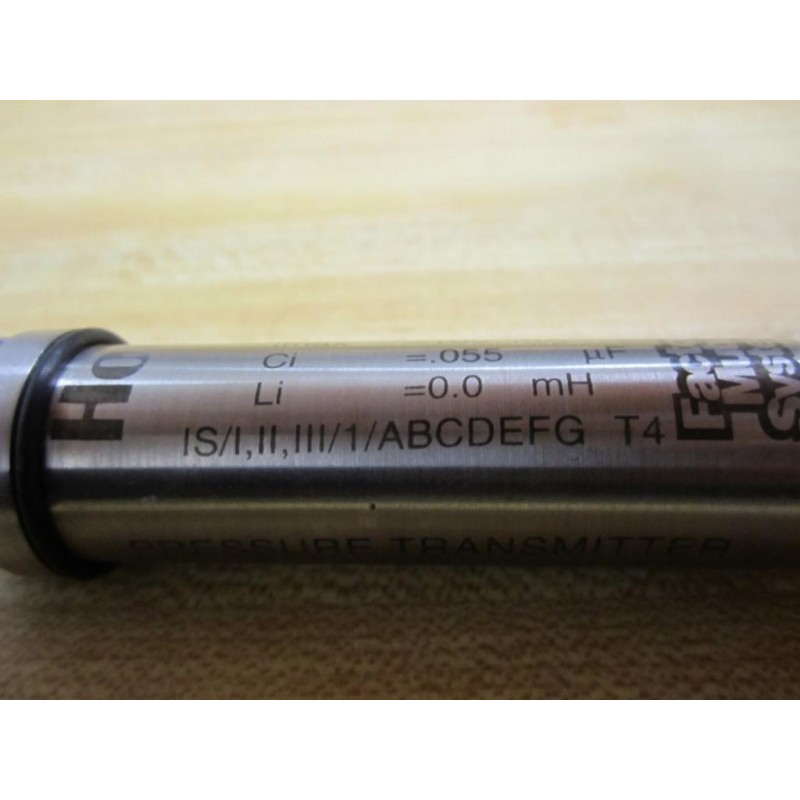 Ci =.055 µF
Li =0.0 mH
IS/I,II,III/1/ABCDEFG T4
PRESSURE TRANSMITTER